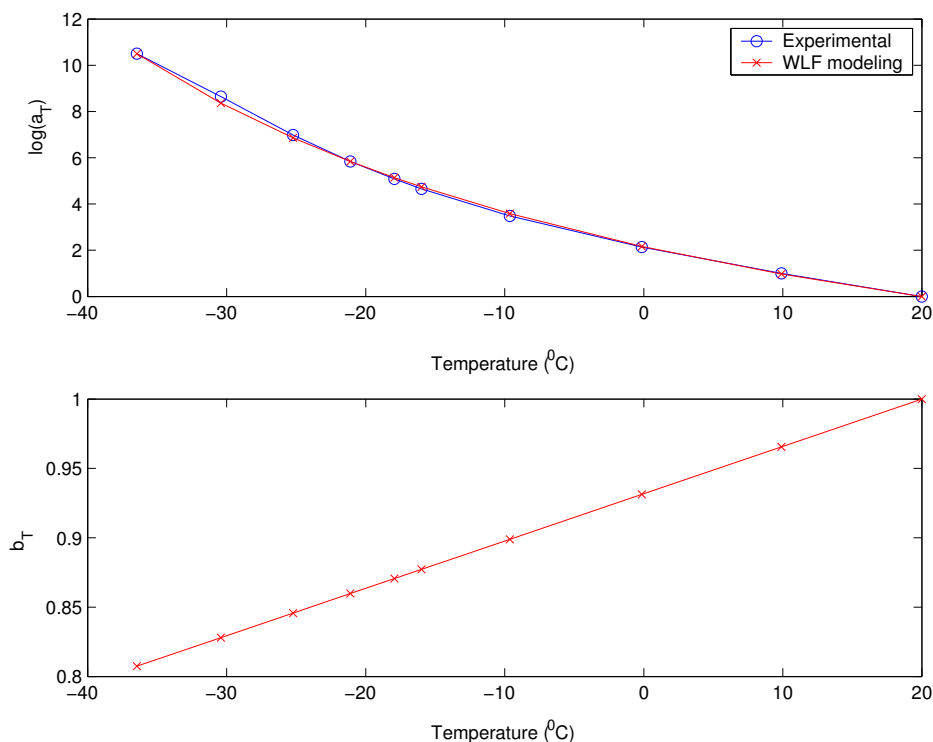 12
10
8
6
4
2
0
log(a_T)
Experimental
WLF modeling
−40 −30 −20 −10 0 10 20
Temperature (⁰C)
1
0.95
0.9
0.85
0.8
b_T
−40 −30 −20 −10 0 10 20
Temperature (⁰C)